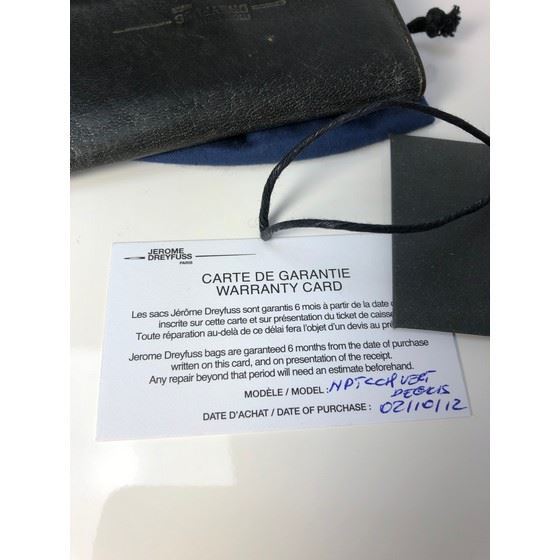 JEROME
DREYFUSS
PARIS
CARTE DE GARANTIE
WARRANTY CARD
Les sacs Jérôme Dreyfuss sont garantis 6 mois à partir de la date
inscrite sur cette carte et sur présentation du ticket de caisse
Toute réparation au-delà de ce délai fera l'objet d'un devis au
Jerome Dreyfuss bags are garanteed 6 months from the date of purchase
written on this card, and on presentation of the receipt.
Any repair beyond that period will need an estimate beforehand.
MODÈLE / MODEL: VERT
DATE D'ACHAT / DATE OF PURCHASE : 02/10/12